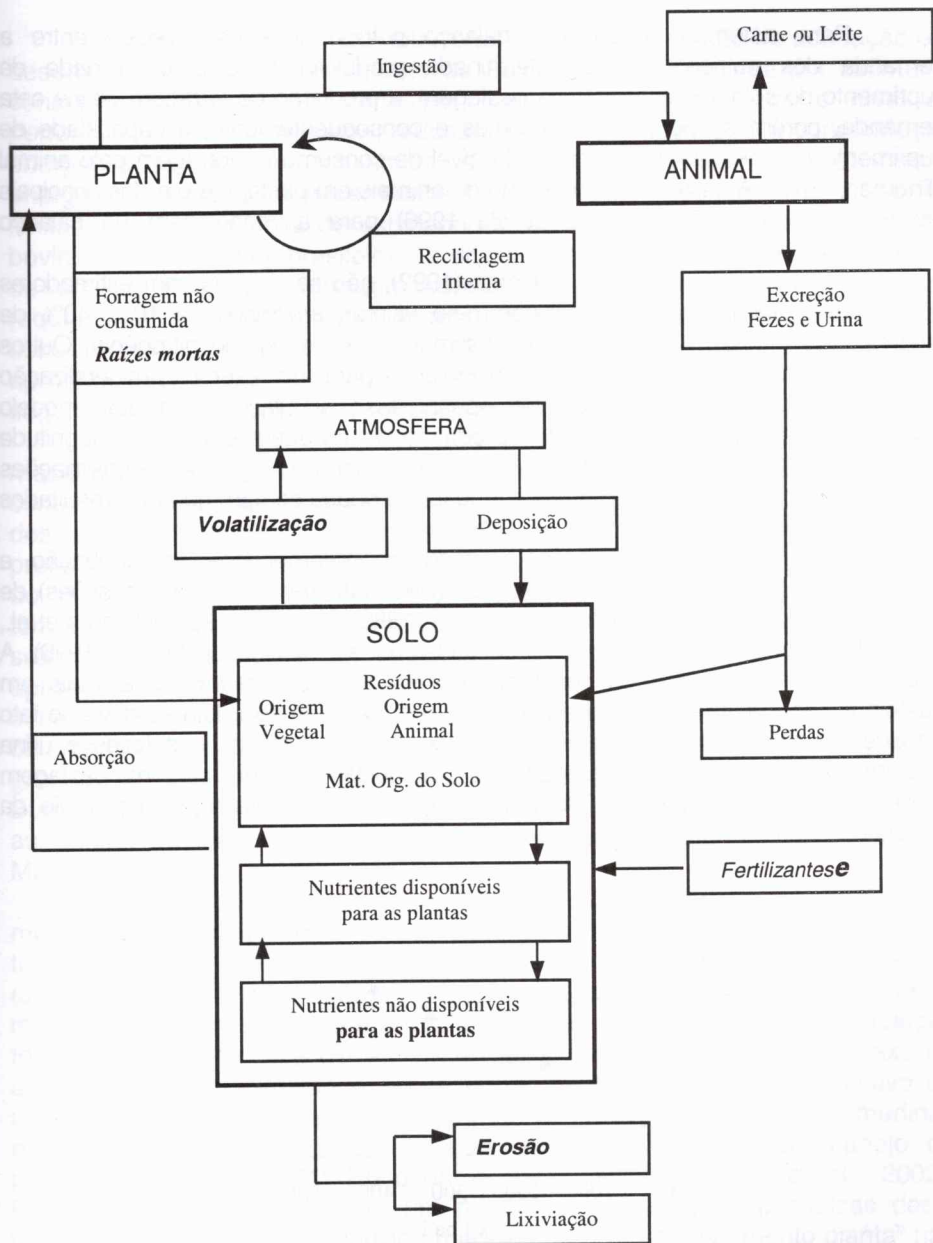 Carne ou Leite
Ingestão
PLANTA
ANIMAL
Recliclagem
interna
Forragem não
consumida
Raízes mortas
Excreção
Fezes e Urina
ATMOSFERA
Volatilização
Deposição
SOLO
Resíduos
Origem Origem
Vegetal Animal
Mat. Org. do Solo
Absorção
Perdas
Nutrientes disponíveis
para as plantas
Fertilizantese
Nutrientes não disponíveis
para as plantas
Erosão
Lixiviação